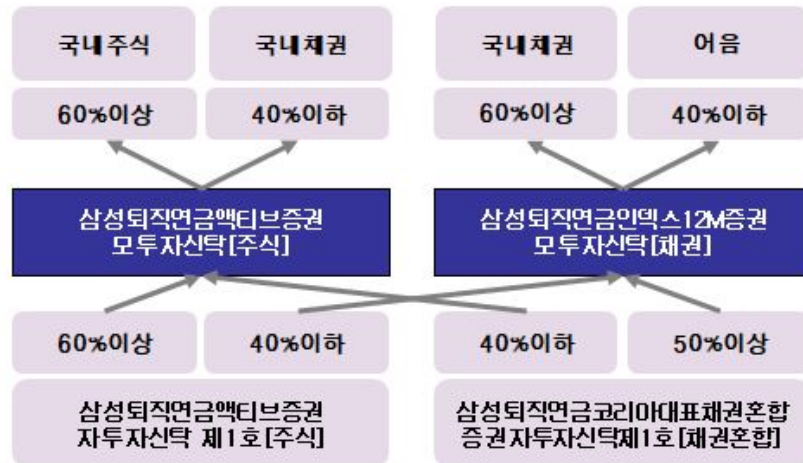 국내주식
국내채권
국내채권
어음
60%이상
40%이하
60%이상
40%이하
삼성퇴직연금액티브증권
모투자신탁[주식]
삼성퇴직연금인덱스12M증권
모투자신탁[채권]
60%이상
40%이하
40%이하
50%이상
삼성퇴직연금액티브증권
자투자신탁 제1호[주식]
삼성퇴직연금코리아대표채권혼합
증권자투자신탁제1호[채권혼합]